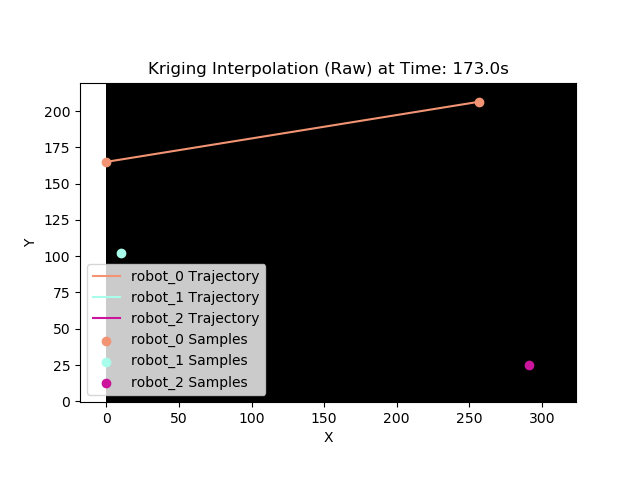 Kriging Interpolation (Raw) at Time: 173.0s
200
175
150
125
100
75
50
25
0
Y
robot_0 Trajectory
robot_1 Trajectory
robot_2 Trajectory
robot_0 Samples
robot_1 Samples
robot_2 Samples
0 50 100 150 200 250 300
X